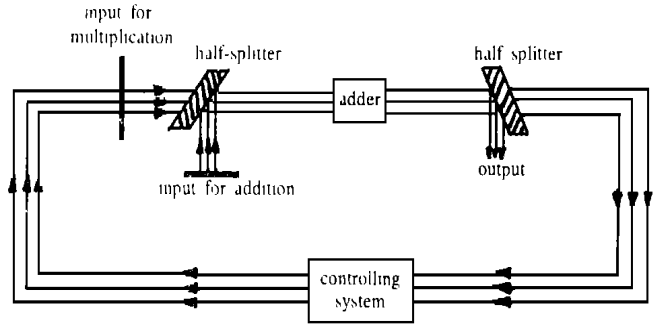 input for
multiplication
half-splitter
half splitter
adder
input for addition
output
controlling
system